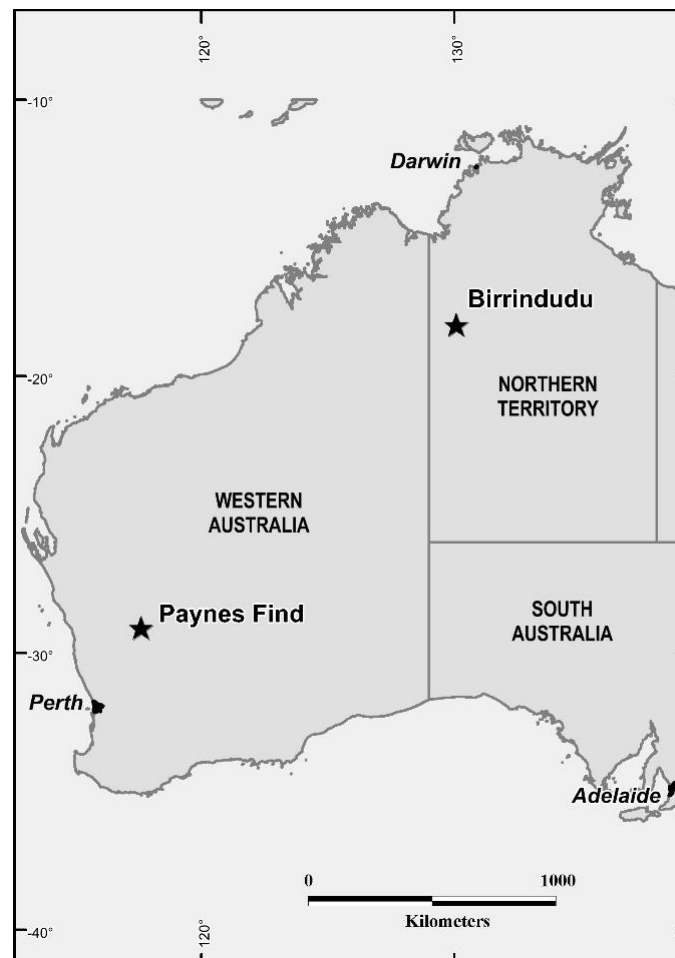 120°
130°
-10°
Darwin
Birrindudu
-20°
NORTHERN
TERRITORY
WESTERN
AUSTRALIA
Paynes Find
SOUTH
AUSTRALIA
-30°
Perth
Adelaide
0 1000
Kilometers
-40°
120°
130°